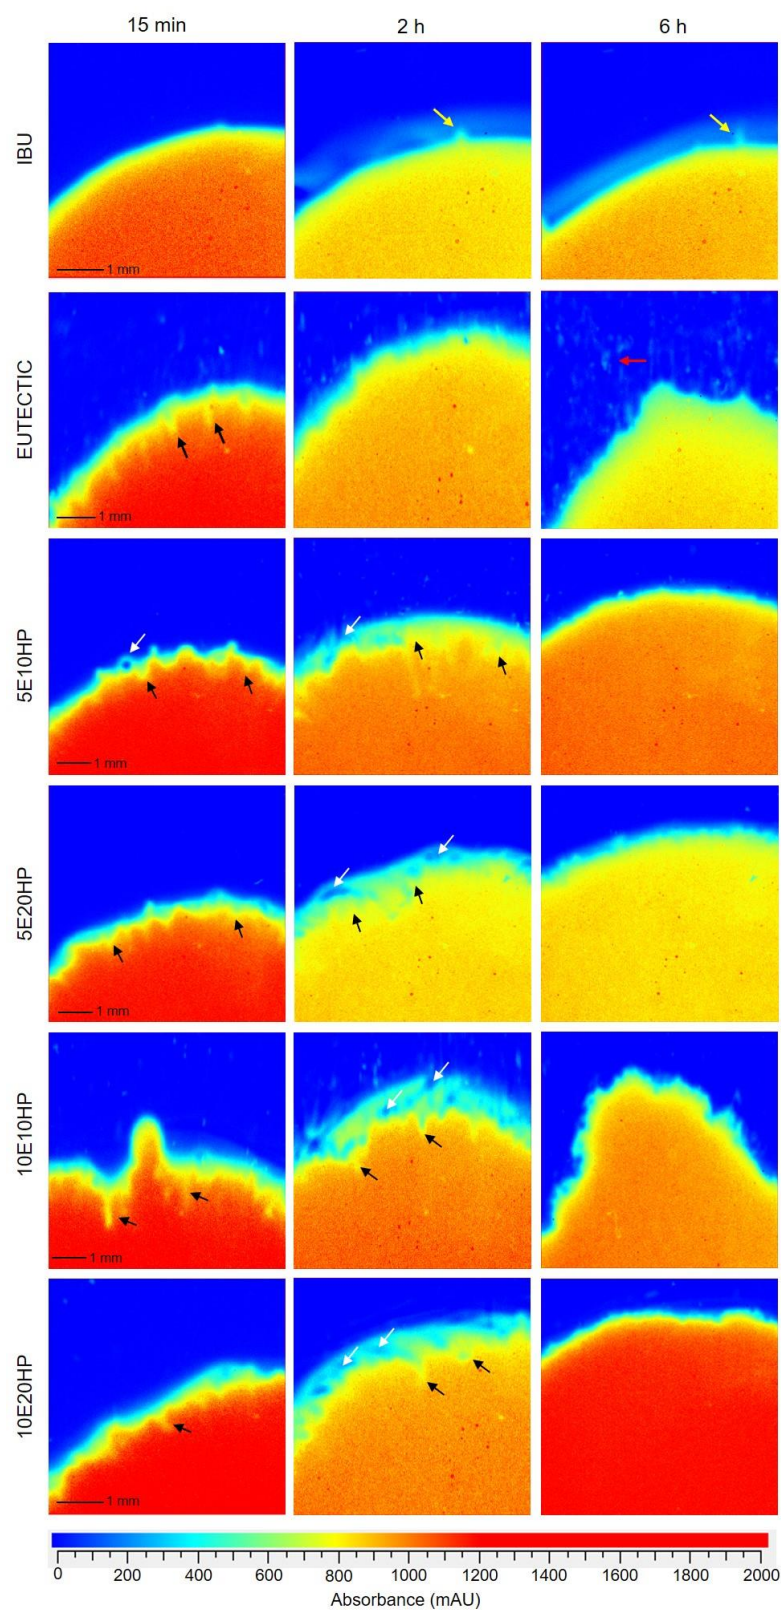 15 min 2 h 6 h
IBU
1 mm
EUTECTIC
1 mm
5E10HP
1 mm
5E20HP
1 mm
10E10HP
1 mm
10E20HP
1 mm
0 200 400 600 800 1000 1200 1400 1600 1800 2000
Absorbance (mAU)